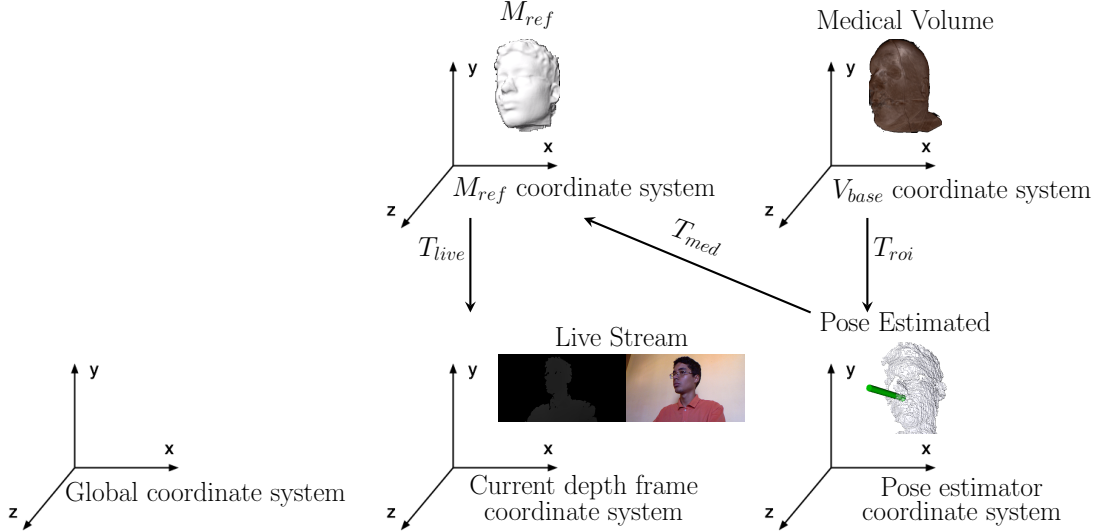 M_ref
Medical Volume
y
x
z
M_ref coordinate system
y
x
z
V_base coordinate system
T_live
T_med
T_roi
Pose Estimated
Live Stream
y
x
z
Global coordinate system
y
x
z
Current depth frame
coordinate system
y
x
z
Pose estimator
coordinate system